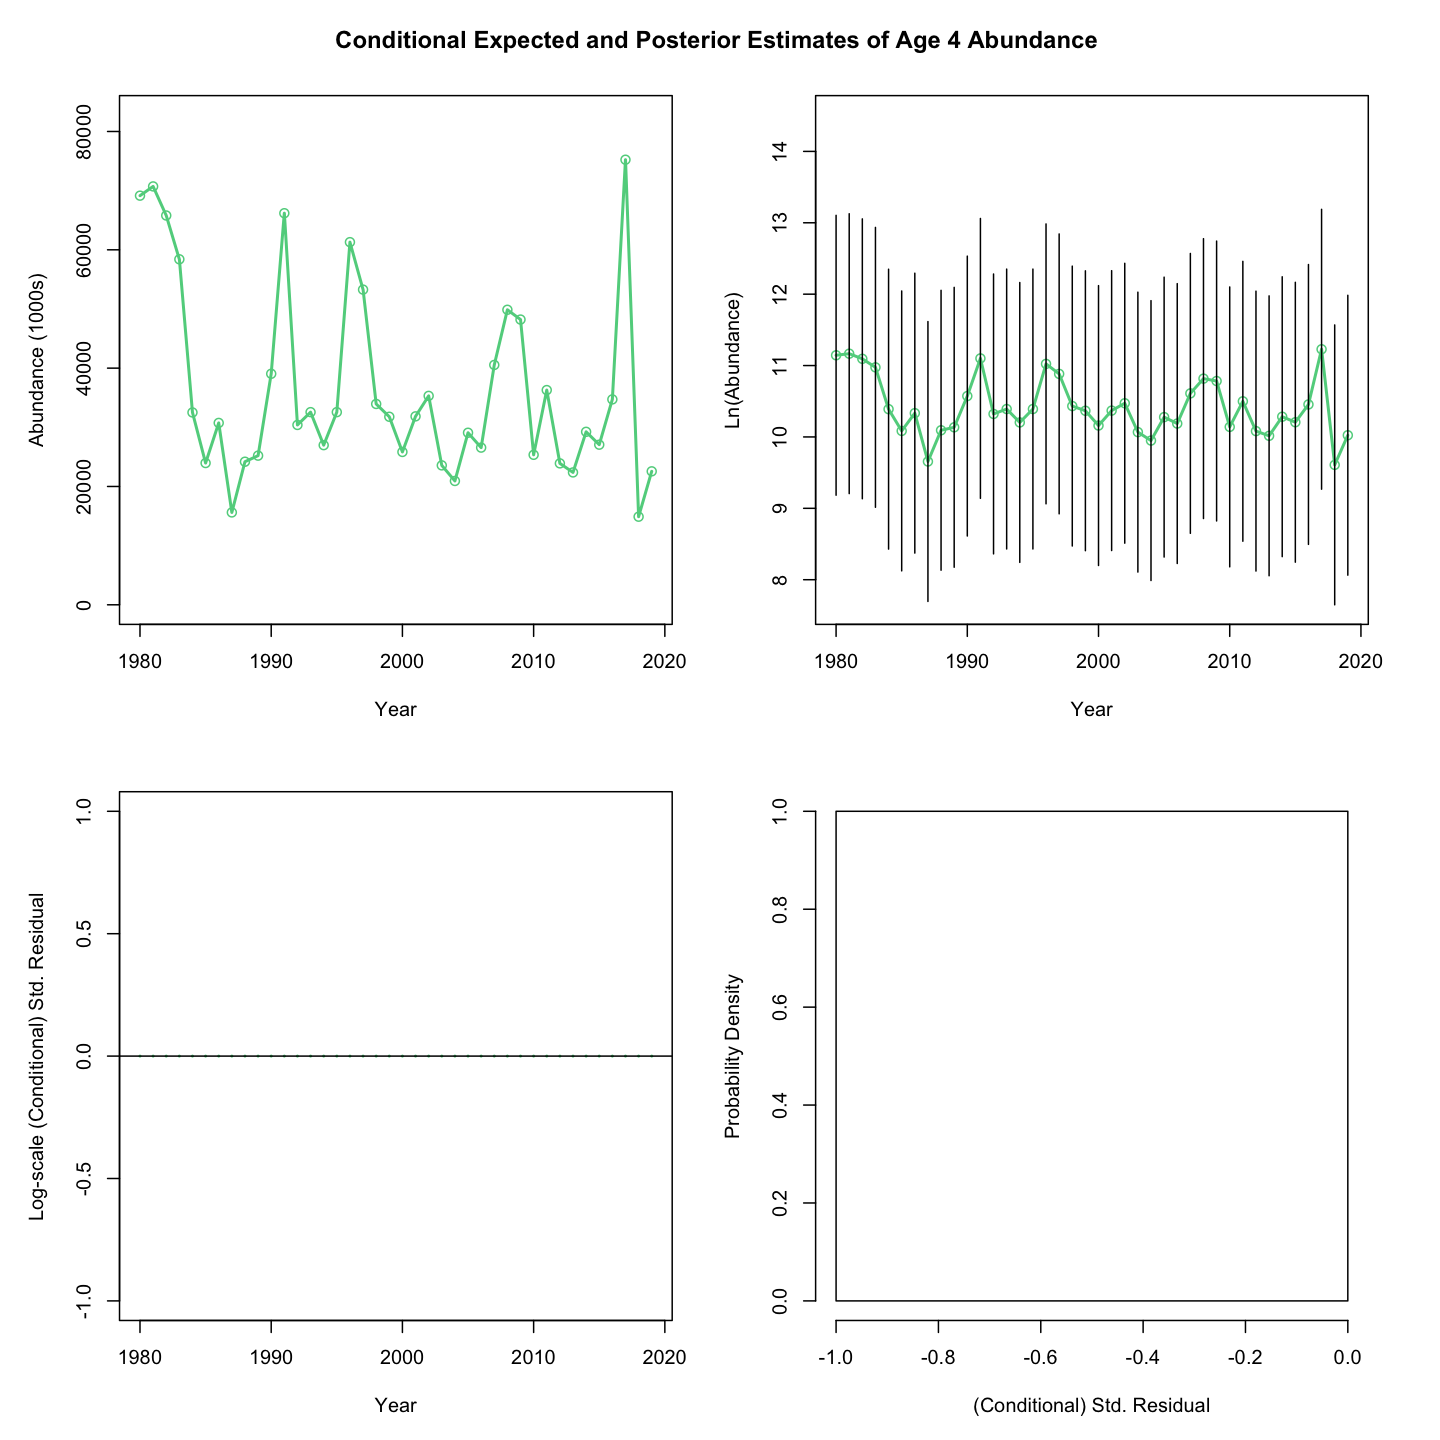 Conditional Expected and Posterior Estimates of Age 4 Abundance
Abundance (1000s)
80000
60000
40000
20000
0
1980 1990 2000 2010 2020
Year
Ln(Abundance)
14
13
12
11
10
9
8
1980 1990 2000 2010 2020
Year
Log-scale (Conditional) Std. Residual
1.0
0.5
0.0
-0.5
-1.0
1980 1990 2000 2010 2020
Year
Probability Density
1.0
0.8
0.6
0.4
0.2
0.0
-1.0 -0.8 -0.6 -0.4 -0.2 0.0
(Conditional) Std. Residual